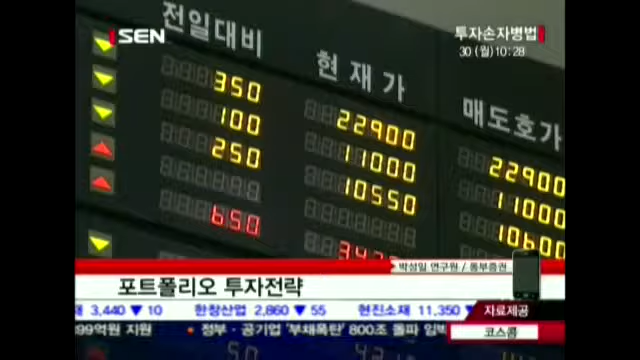 SEN
투자손자병법
30 (월) 10:28
전일대비 현재가 매도호가
350 22900 22900
100 11000 11000
250 10550 10600
650
박성일 연구원 / 동부증권
포트폴리오 투자전략
3,440 ▼ 10 한창산업 2,860 ▼ 55 현진소재 11,350 ▼
자료제공
899억원 지원 • 정부·공기업 '부채폭탄' 800조 돌파 임박
코스콤
50